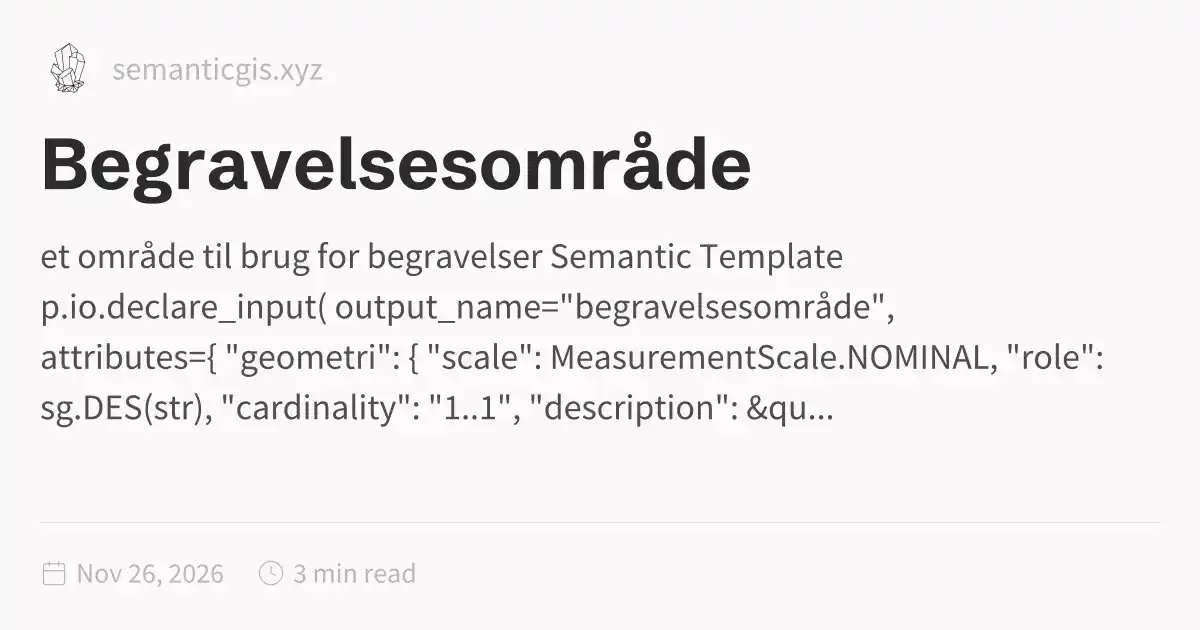 semanticgis.xyz
Begravelsesområde
et område til brug for begravelser Semantic Template
p.io.declare_input( output_name="begravelsesområde",
attributes={ "geometri": { "scale": MeasurementScale.NOMINAL, "role":
sg.DES(str), "cardinality": "1..1", "description": &qu...
Nov 26, 2026 3 min read